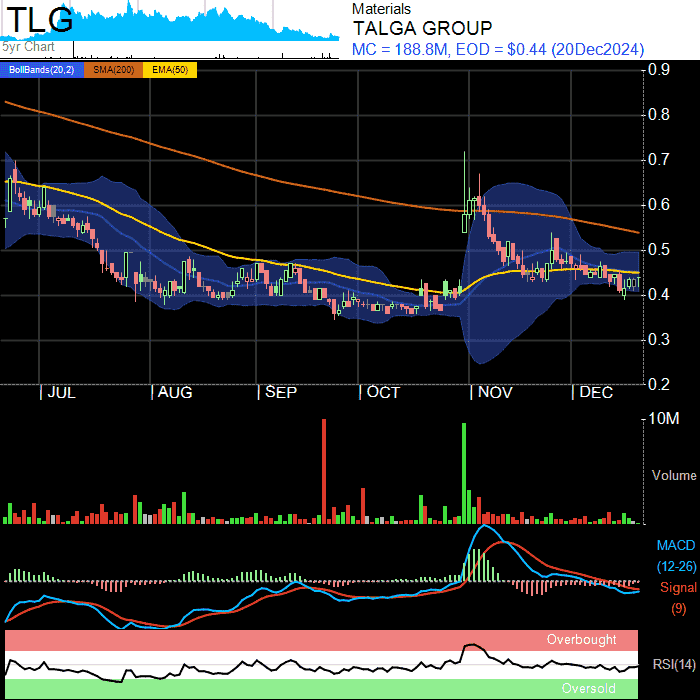 TLG
5yr Chart
Materials
TALGA GROUP
MC = 188.8M, EOD = $0.44 (20Dec2024)
BollBands(20,2) SMA(200) EMA(50)
0.9
0.8
0.7
0.6
0.5
0.4
0.3
0.2
JUL AUG SEP OCT NOV DEC
10M
Volume
MACD
(12-26)
Signal
(9)
Overbought
RSI(14)
Oversold